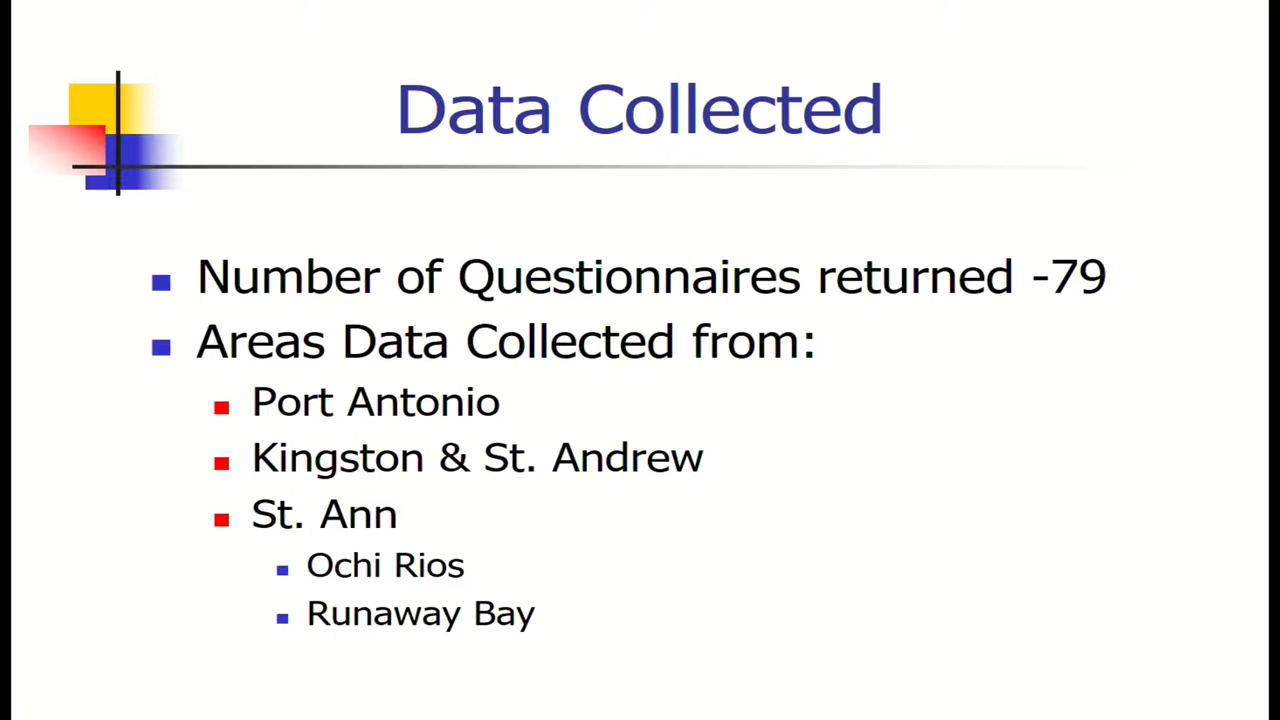 Data Collected
Number of Questionnaires returned -79
Areas Data Collected from:
Port Antonio
Kingston & St. Andrew
St. Ann
Ochi Rios
Runaway Bay